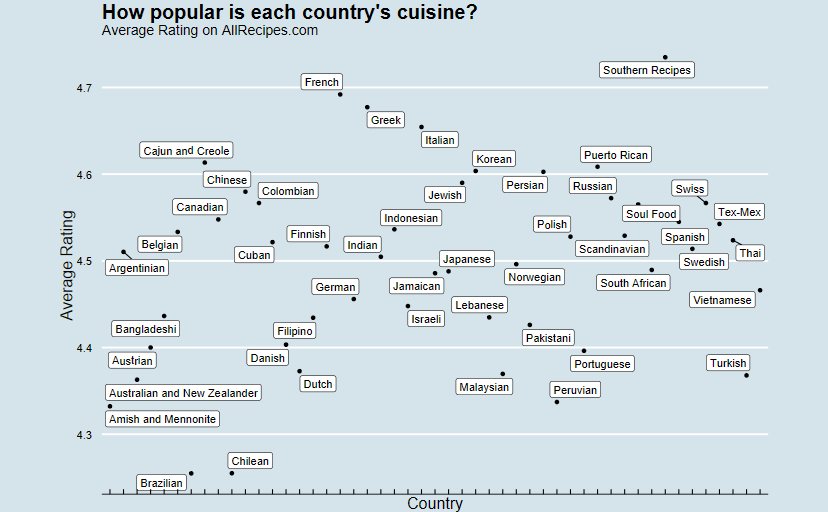 How popular is each country's cuisine?
Average Rating on AllRecipes.com
Southern Recipes
4.7
French
Greek
Italian
Cajun and Creole
Korean
Puerto Rican
4.6
Chinese
Colombian
Jewish
Persian
Russian
Swiss
Canadian
Indonesian
Soul Food
Tex-Mex
Belgian
Cuban
Finnish
Indian
Polish
Scandinavian
Spanish
Thai
4.5
Argentinian
Japanese
Swedish
German
Jamaican
Norwegian
South African
Vietnamese
Lebanese
Bangladeshi
Filipino
Israeli
Pakistani
4.4
Austrian
Danish
Portuguese
Turkish
Dutch
Malaysian
Peruvian
Australian and New Zealander
Amish and Mennonite
4.3
Chilean
Brazilian
Average Rating
Country